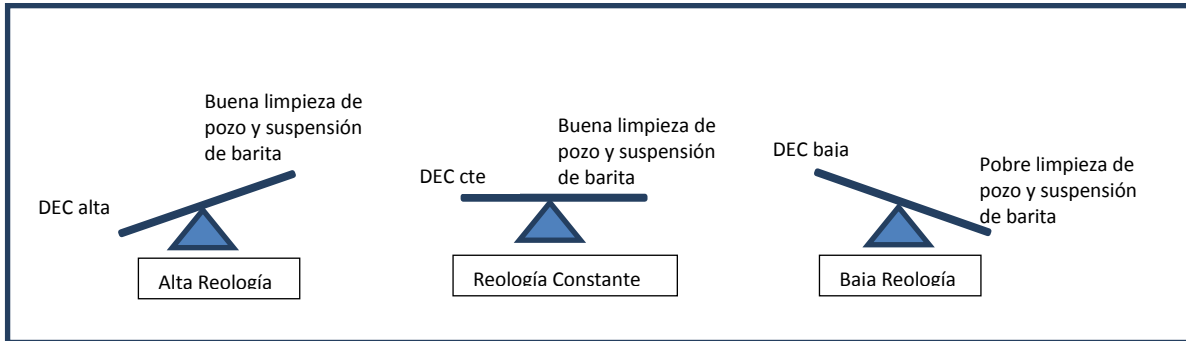 Buena limpieza de
pozo y suspensión
de barita
DEC alta
Alta Reología
Buena limpieza de
pozo y suspensión
de barita
DEC cte
Reología Constante
DEC baja
Pobre limpieza de
pozo y suspensión
de barita
Baja Reología